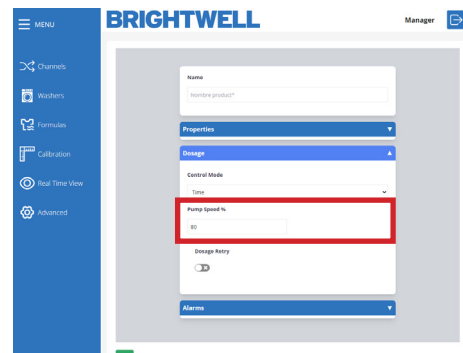 MENU
BRIGHTWELL
Manager
Channels
Washers
Formulas
Calibration
Real Time View
Advanced
Name
Nombre product*
Properties
Dosage
Control Mode
Time
Pump Speed %
80
Dosage Retry
Alarms